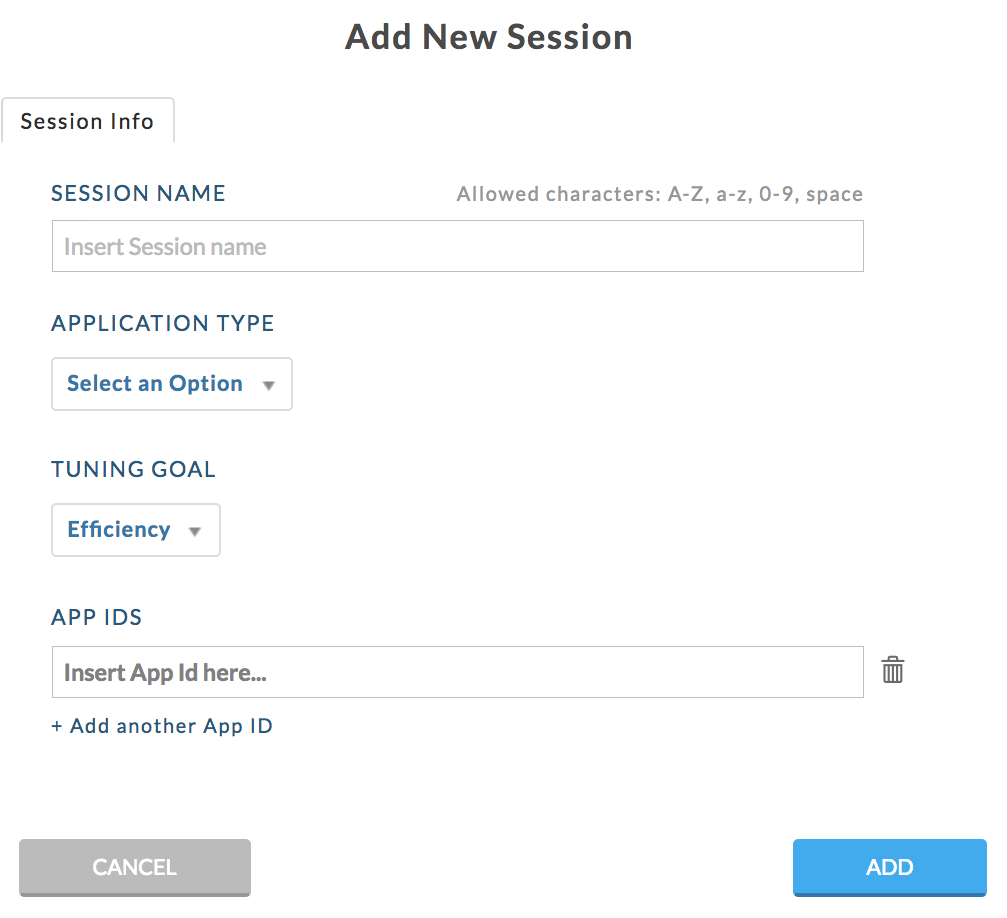 Add New Session
Session Info
SESSION NAME
Allowed characters: A-Z, a-z, 0-9, space
Insert Session name
APPLICATION TYPE
Select an Option
TUNING GOAL
Efficiency
APP IDS
Insert App Id here...
+ Add another App ID
CANCEL
ADD